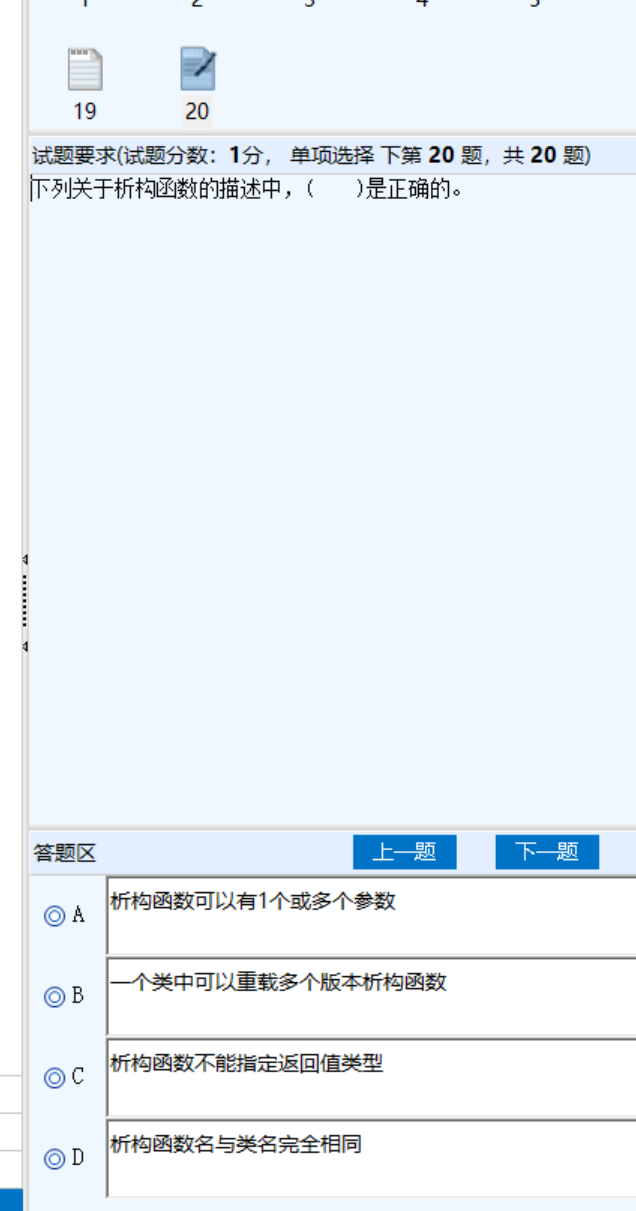 1 2 3 4 5
19 20
试题要求(试题分数：1分， 单项选择 下第 20 题，共 20 题)
下列关于析构函数的描述中，（ ）是正确的。
答题区 上一题 下一题
A 析构函数可以有1个或多个参数
B 一个类中可以重载多个版本析构函数
C 析构函数不能指定返回值类型
D 析构函数名与类名完全相同